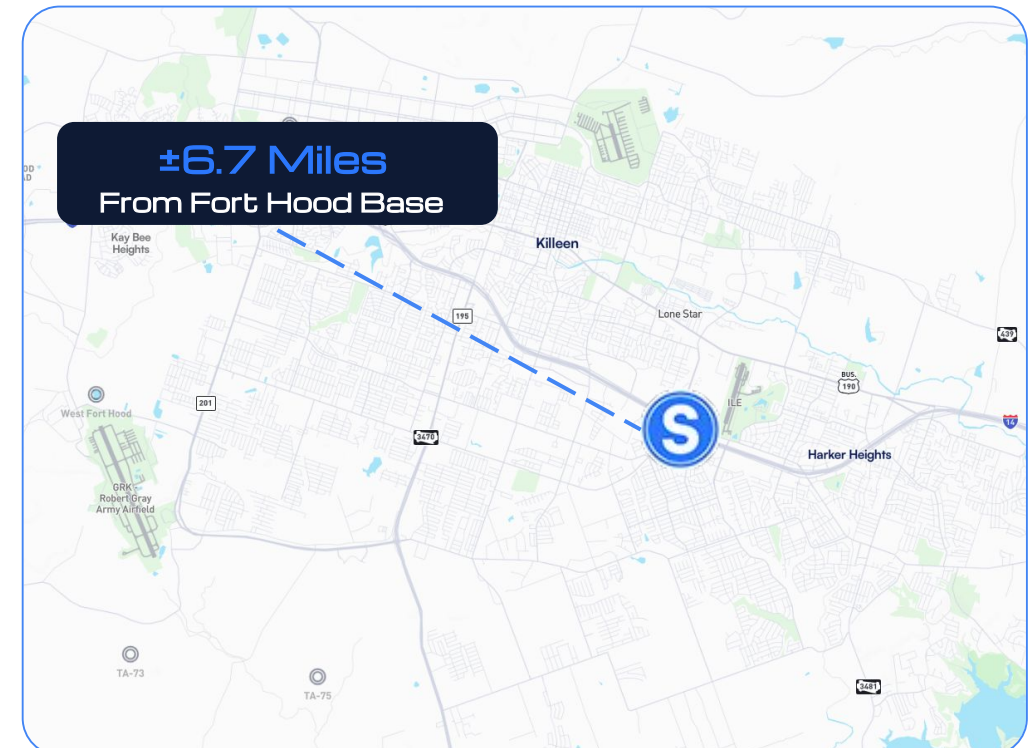 ±6.7 Miles
From Fort Hood Base
Kay Bee
Heights
Killeen
195
Lone Star
439
BUS.
190
201
West Fort Hood
ILE
14
3470
S
Harker Heights
GRK
Robert Gray
Army Airfield
TA-73
TA-75
3481